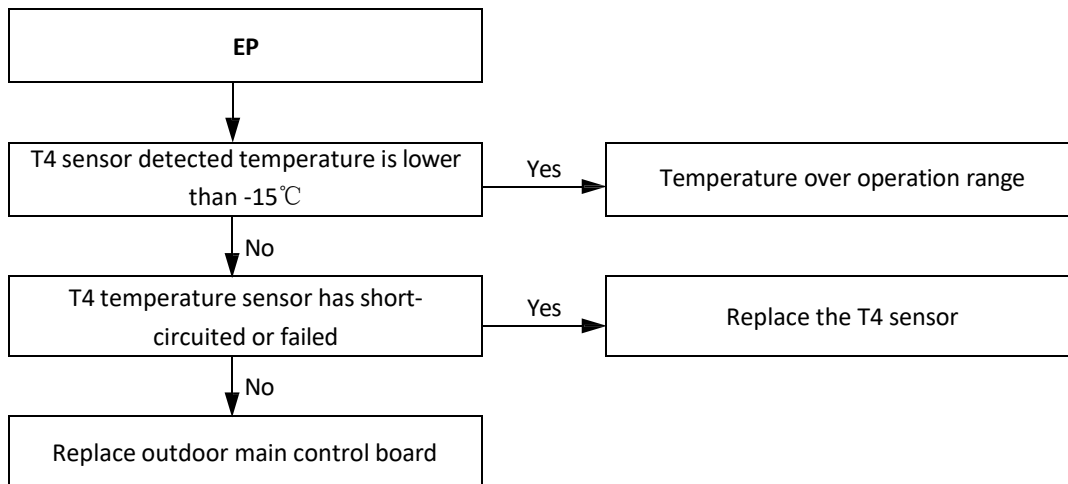 EP
T4 sensor detected temperature is lower
than -15℃
Yes
Temperature over operation range
No
T4 temperature sensor has short-
circuited or failed
Yes
Replace the T4 sensor
No
Replace outdoor main control board